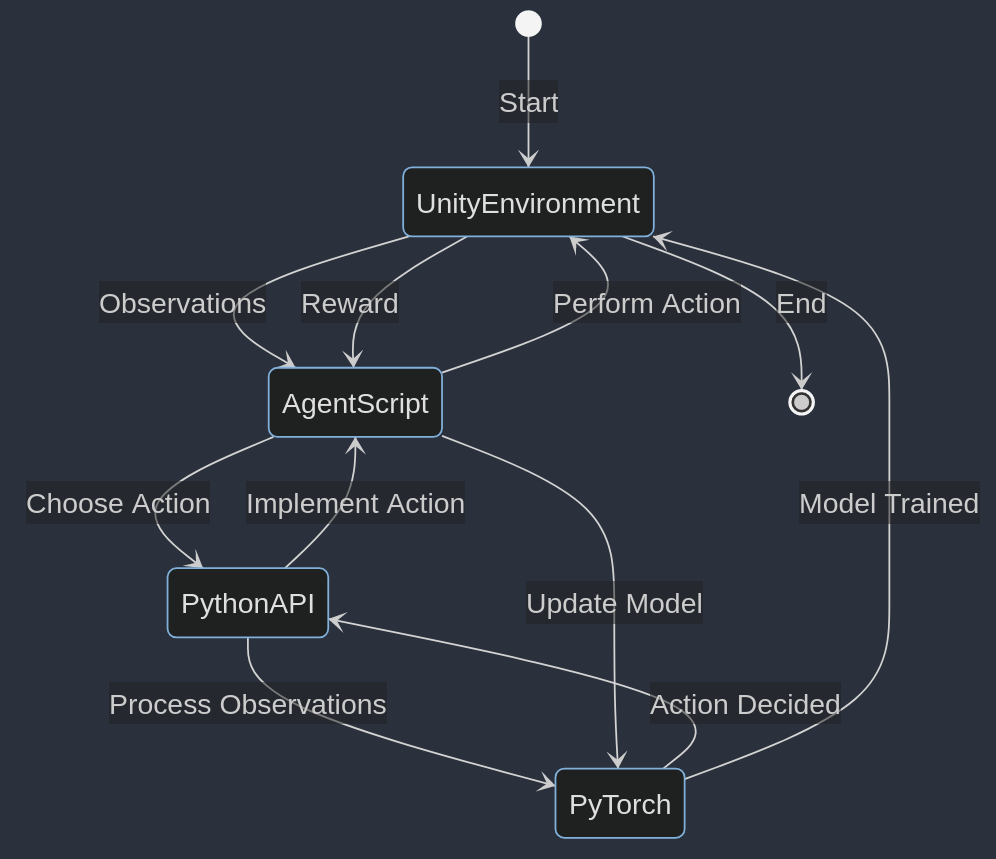 Start
UnityEnvironment
Observations
Reward
Perform Action
End
AgentScript
Choose Action
Implement Action
Model Trained
PythonAPI
Update Model
Process Observations
Action Decided
PyTorch